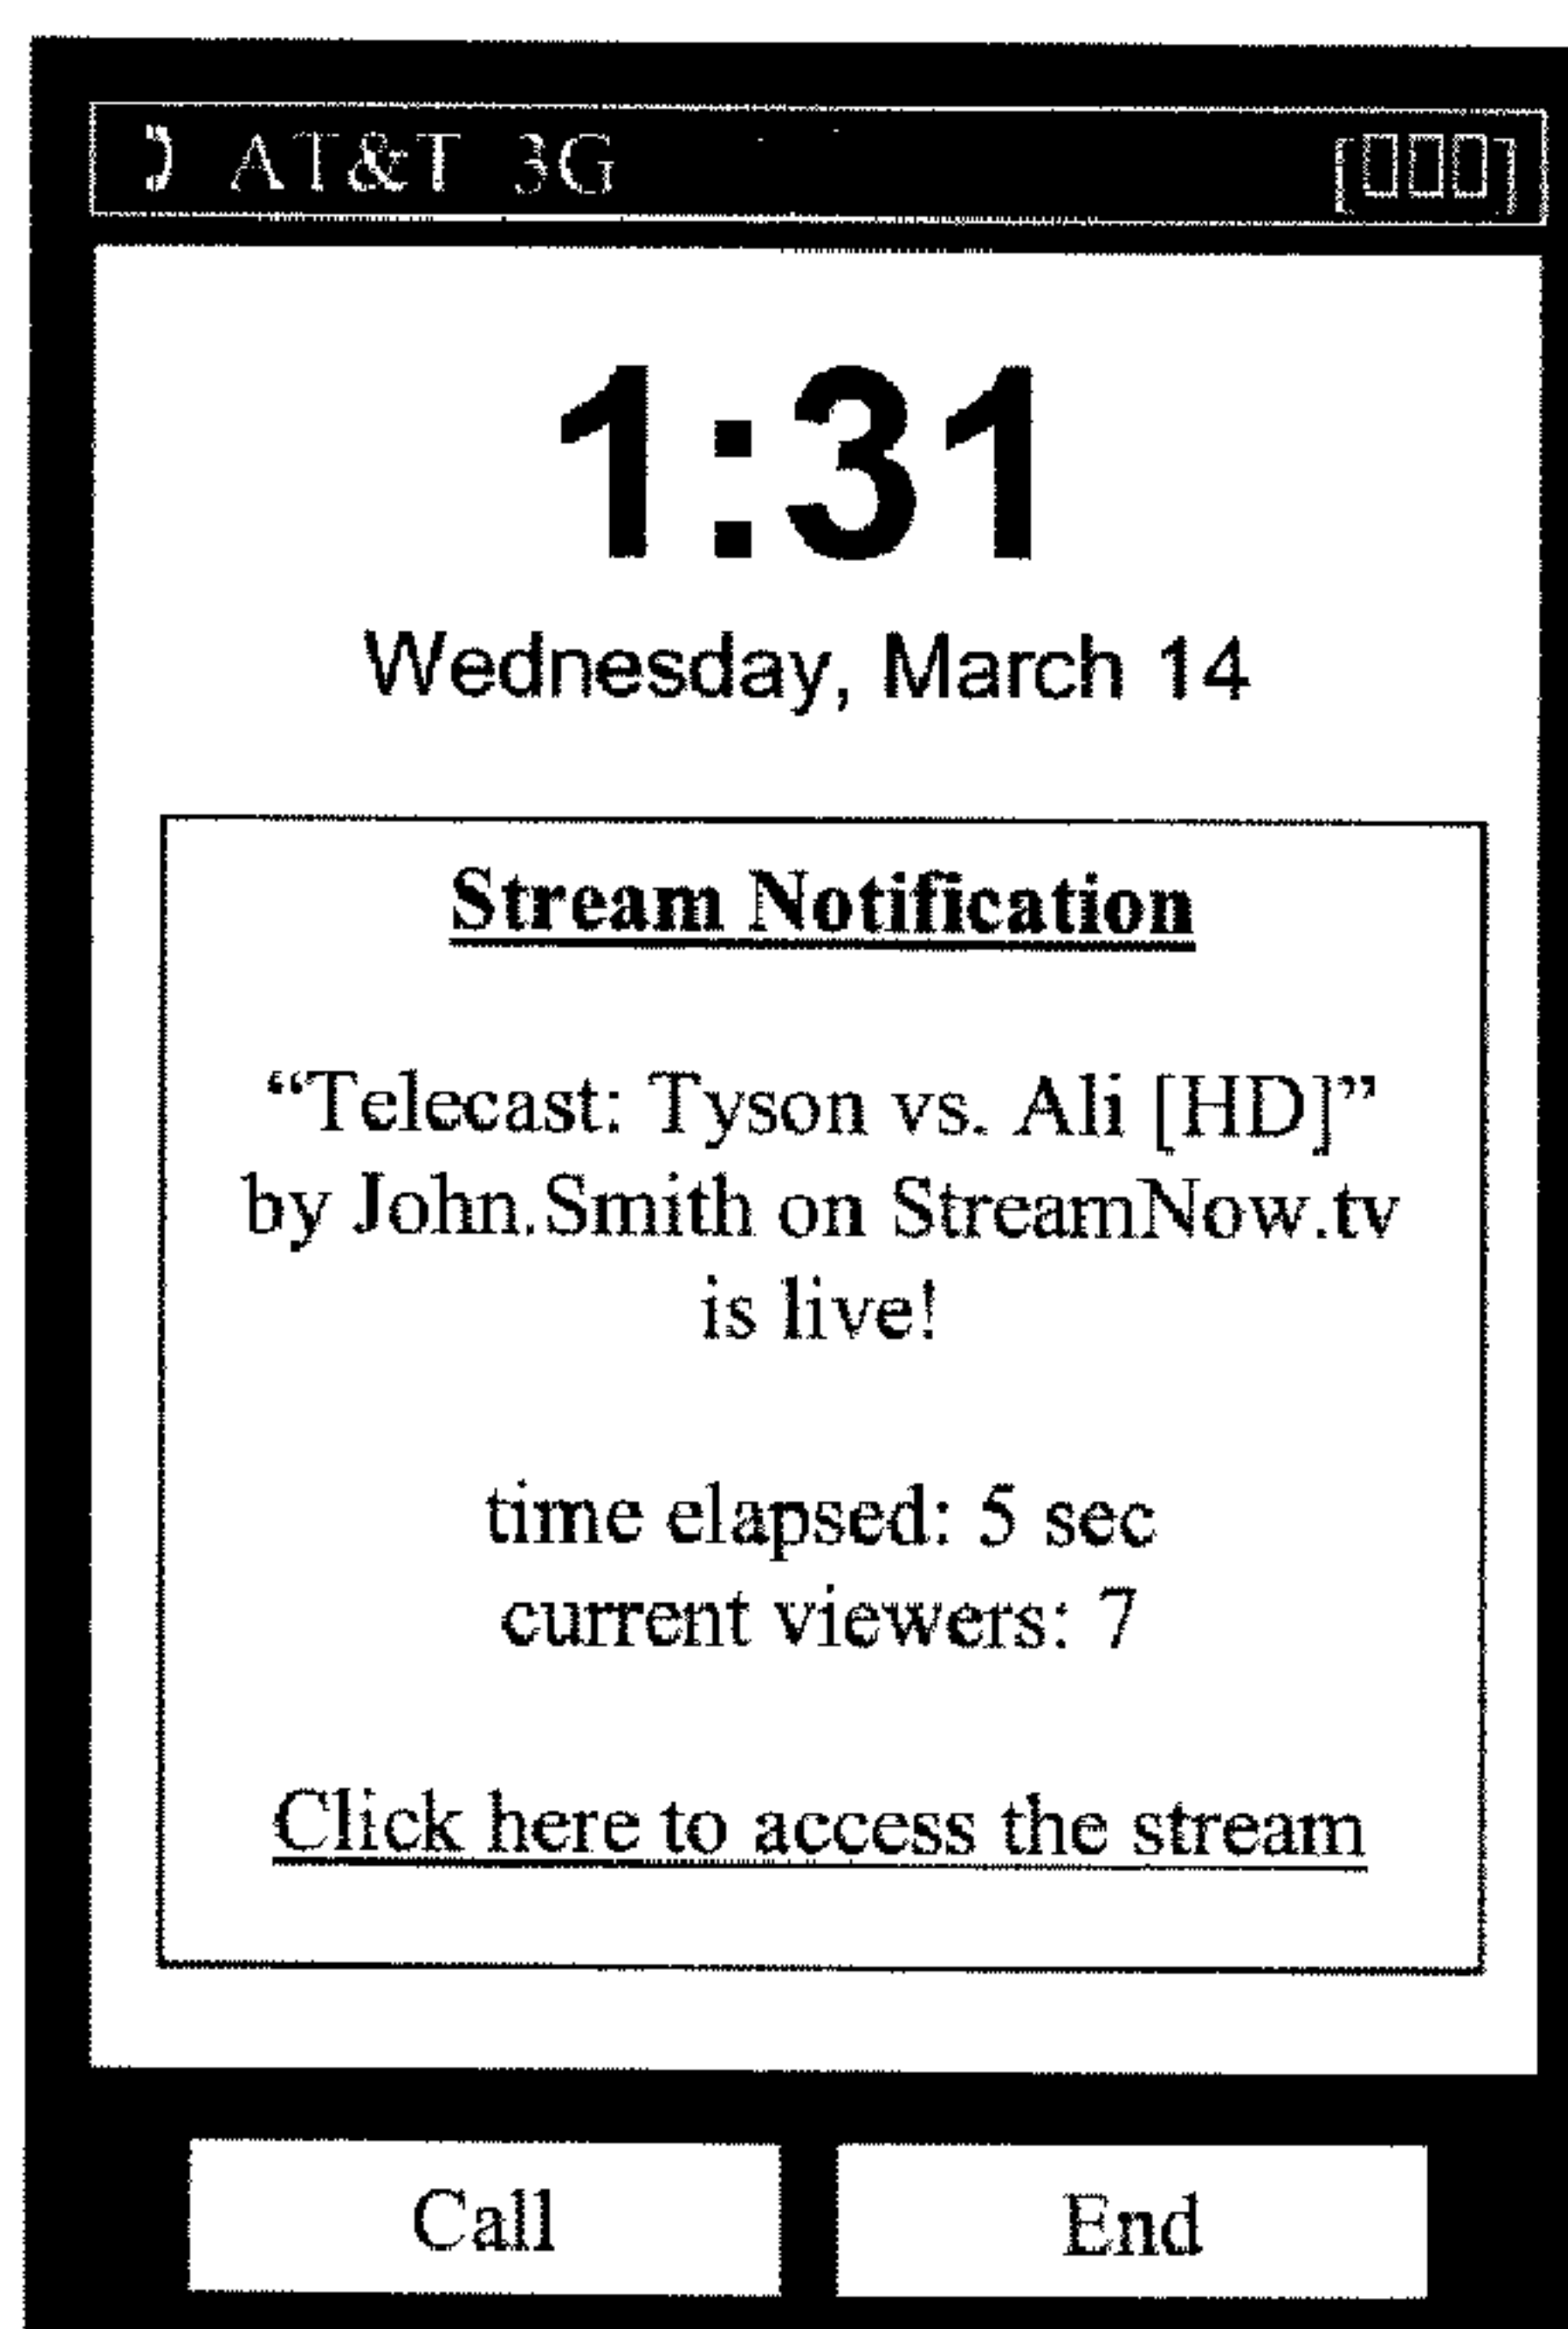 AT&T 3G
1:31
Wednesday, March 14
Stream Notification
“Telecast: Tyson vs. Ali [HD]”
by John.Smith on StreamNow.tv
is live!
time elapsed: 5 sec
current viewers: 7
Click here to access the stream
Call
End